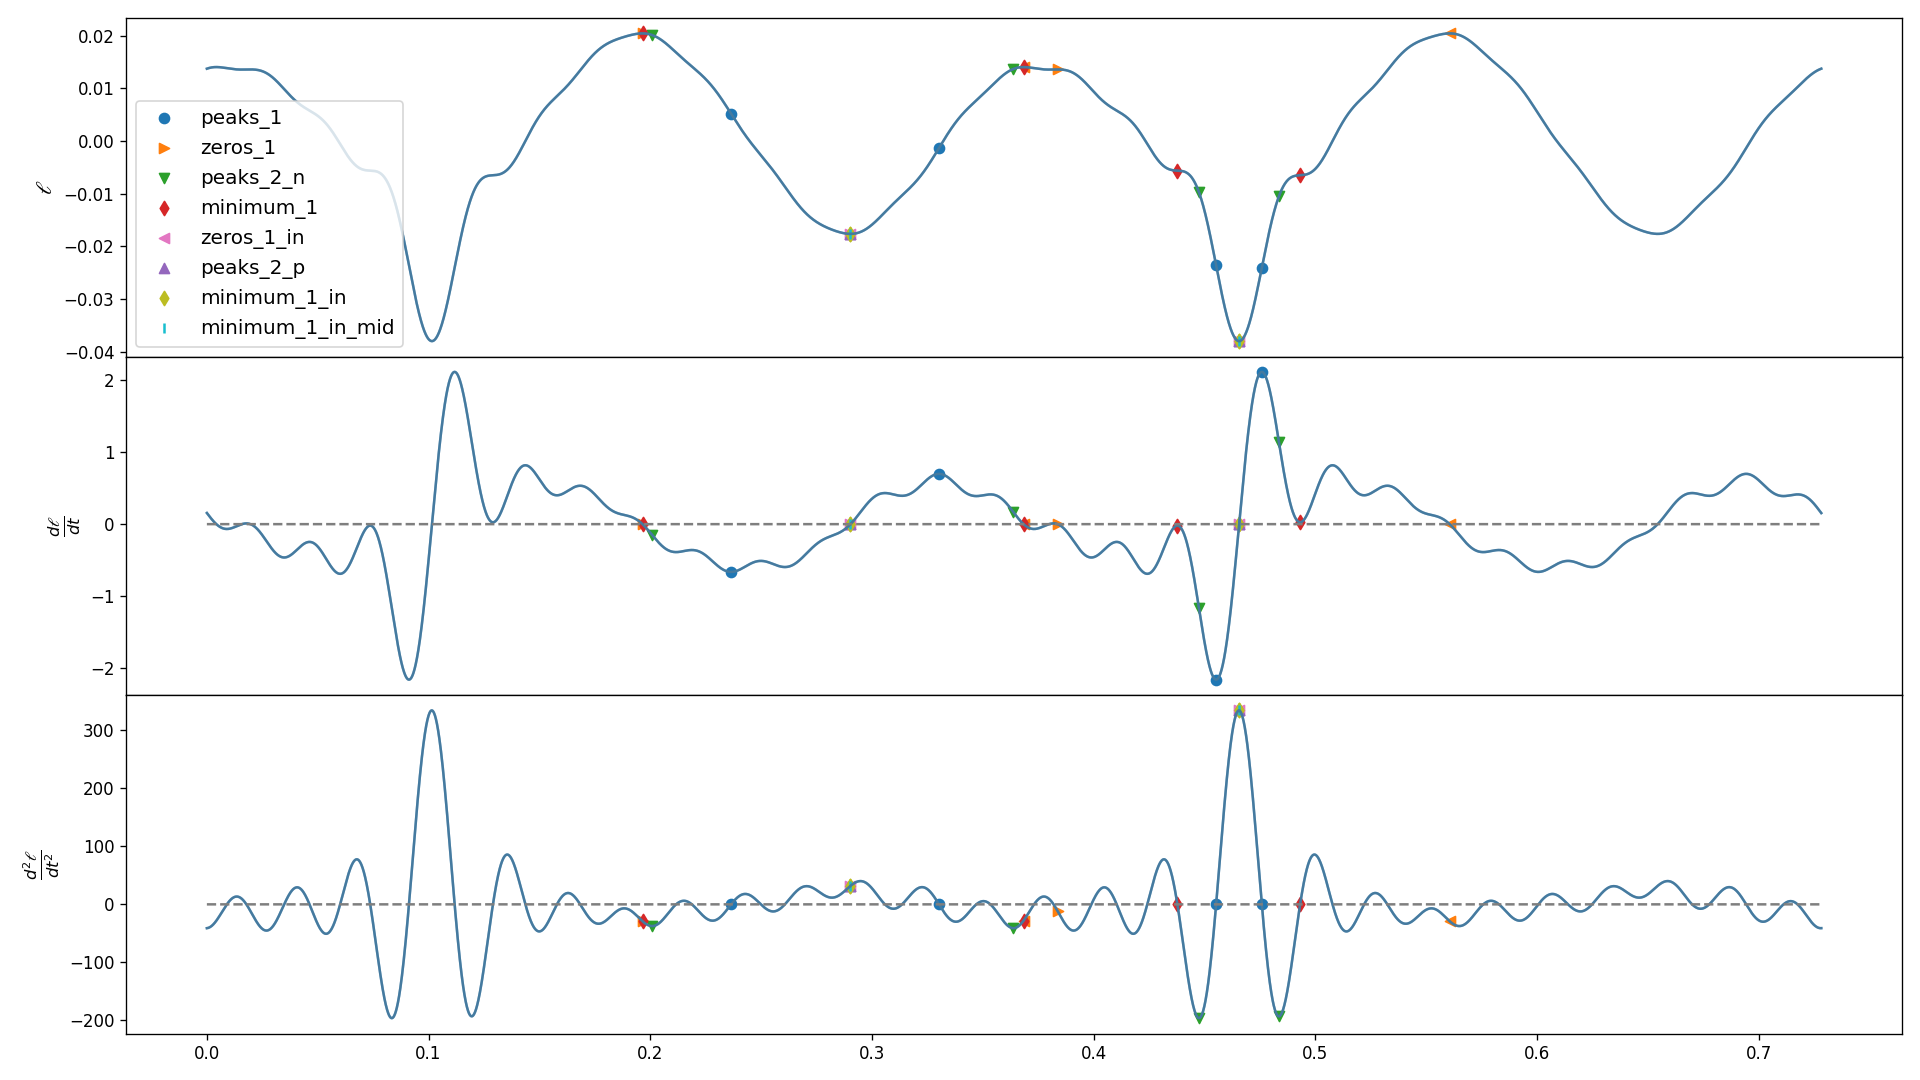 0.02
0.01
0.00
−0.01
−0.02
−0.03
−0.04
ℓ
peaks_1
zeros_1
peaks_2_n
minimum_1
zeros_1_in
peaks_2_p
minimum_1_in
minimum_1_in_mid
2
1
0
−1
−2
dℓ
dt
300
200
100
0
−100
−200
d²ℓ
dt²
0.0 0.1 0.2 0.3 0.4 0.5 0.6 0.7